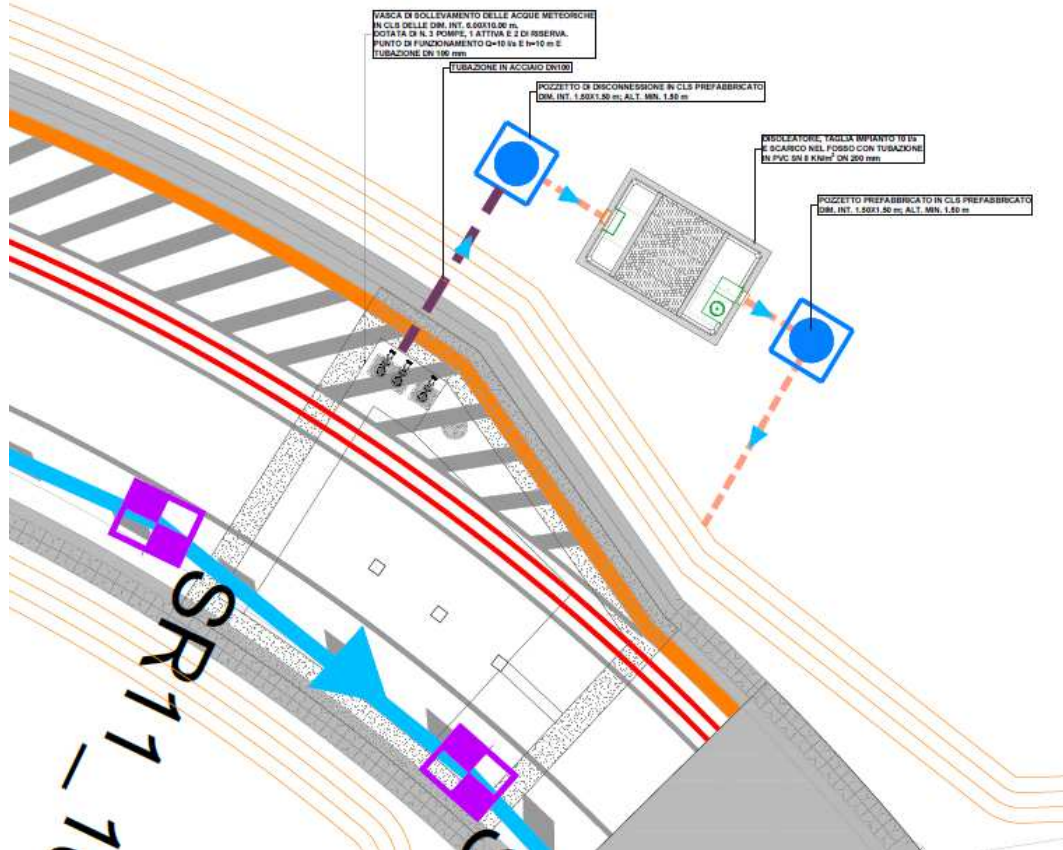 VASCA DI SOLLEVAMENTO DELLE ACQUE METEORICHE
IN CLS DELLE DIM. INT. 6.00X10.00 m.
DOTATA DI N. 3 POMPE, 1 ATTIVA E 2 DI RISERVA.
PUNTO DI FUNZIONAMENTO Q=10 l/s E h=10 m E
TUBAZIONE DN 100 mm
TUBAZIONE IN ACCIAIO DN100
POZZETTO DI DISCONNESSIONE IN CLS PREFABBRICATO
DIM. INT. 1.50X1.50 m; ALT. MIN. 1.50 m
DISOLEATORE, TAGLIA IMPIANTO 10 l/s
E SCARICO NEL FOSSO CON TUBAZIONE
IN PVC SN 8 KN/m² DN 200 mm
POZZETTO PREFABBRICATO IN CLS PREFABBRICATO
DIM. INT. 1.50X1.50 m; ALT. MIN. 1.50 m
SR11_1